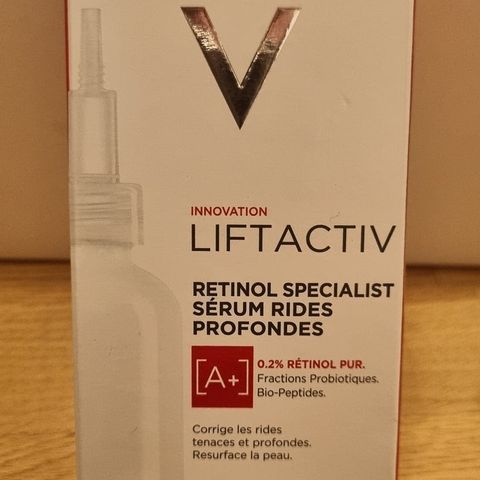 V
INNOVATION
LIFTACTIV
RETINOL SPECIALIST
SÉRUM RIDES
PROFONDES
[A+]
0.2% RÉTINOL PUR.
Fractions Probiotiques.
Bio-Peptides.
Corrige les rides
tenaces et profondes.
Resurface la peau.